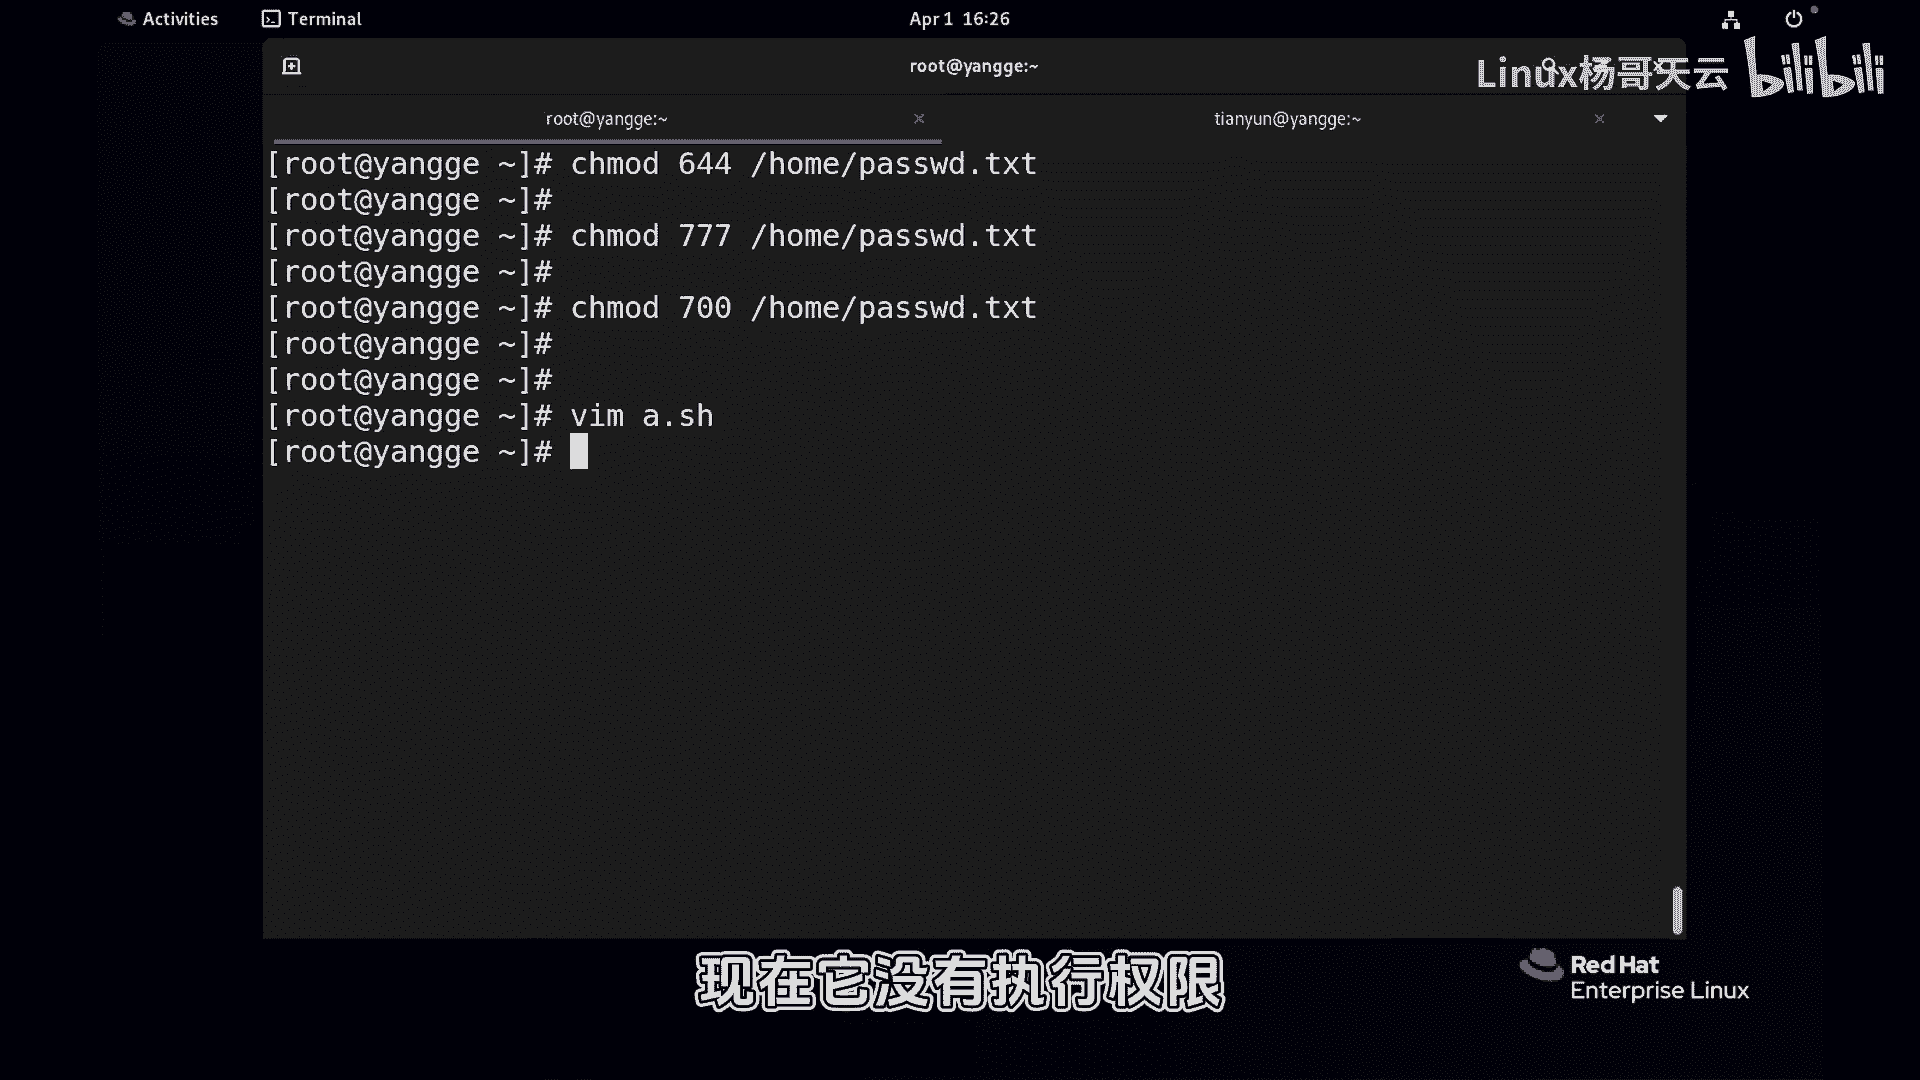 Activities
Terminal
Apr 1 16:26
root@yangge:~
Linux杨哥天云 bilibili
root@yangge:~
tianyun@yangge:~
[root@yangge ~]# chmod 644 /home/passwd.txt
[root@yangge ~]#
[root@yangge ~]# chmod 777 /home/passwd.txt
[root@yangge ~]#
[root@yangge ~]# chmod 700 /home/passwd.txt
[root@yangge ~]#
[root@yangge ~]#
[root@yangge ~]# vim a.sh
[root@yangge ~]#
现在它没有执行权限
Red Hat
Enterprise Linux